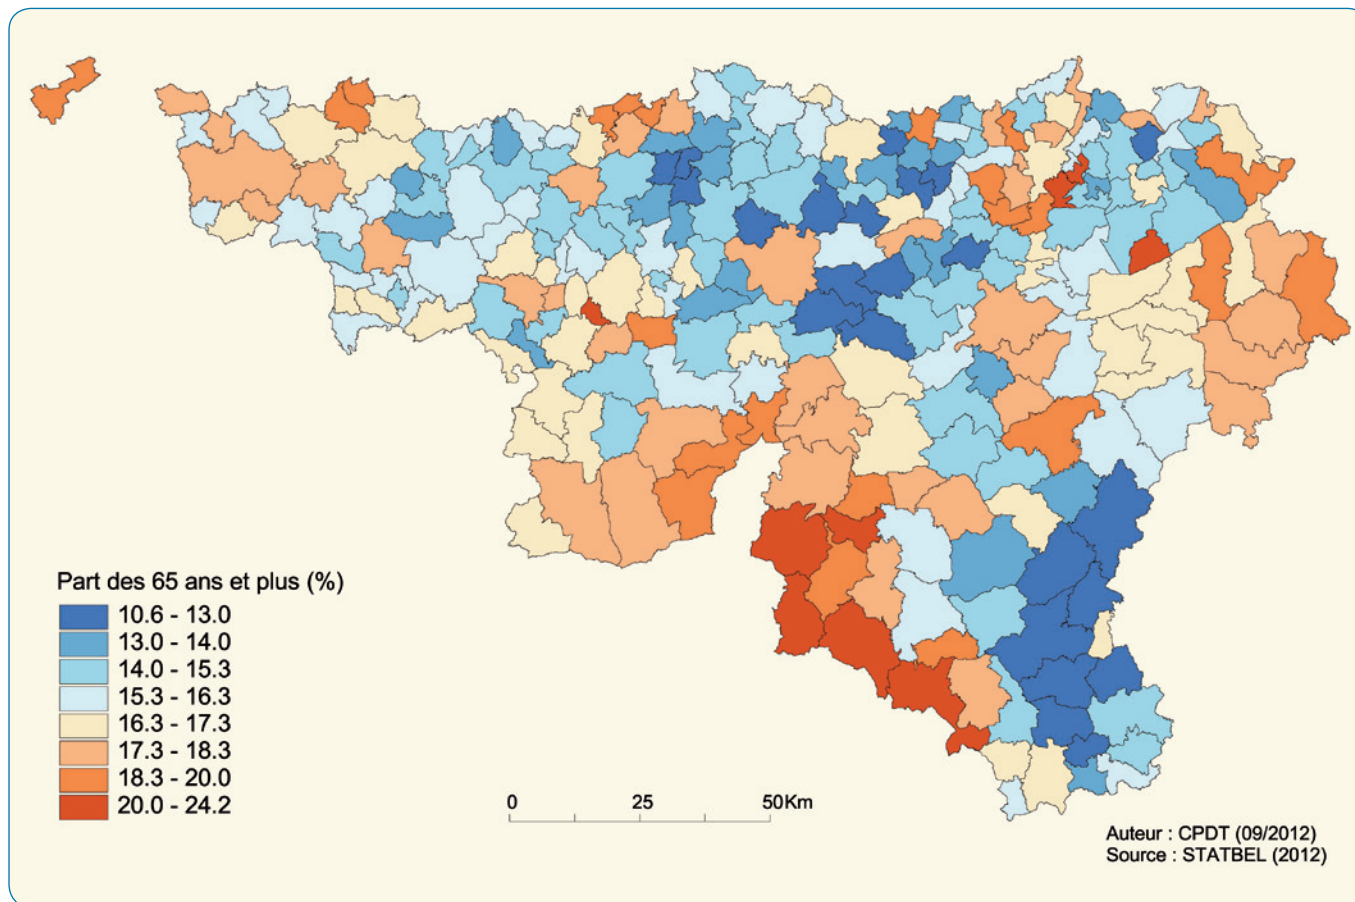 Part des 65 ans et plus (%)
10.6 - 13.0
13.0 - 14.0
14.0 - 15.3
15.3 - 16.3
16.3 - 17.3
17.3 - 18.3
18.3 - 20.0
20.0 - 24.2
0 25 50Km
Auteur : CPDT (09/2012)
Source : STATBEL (2012)